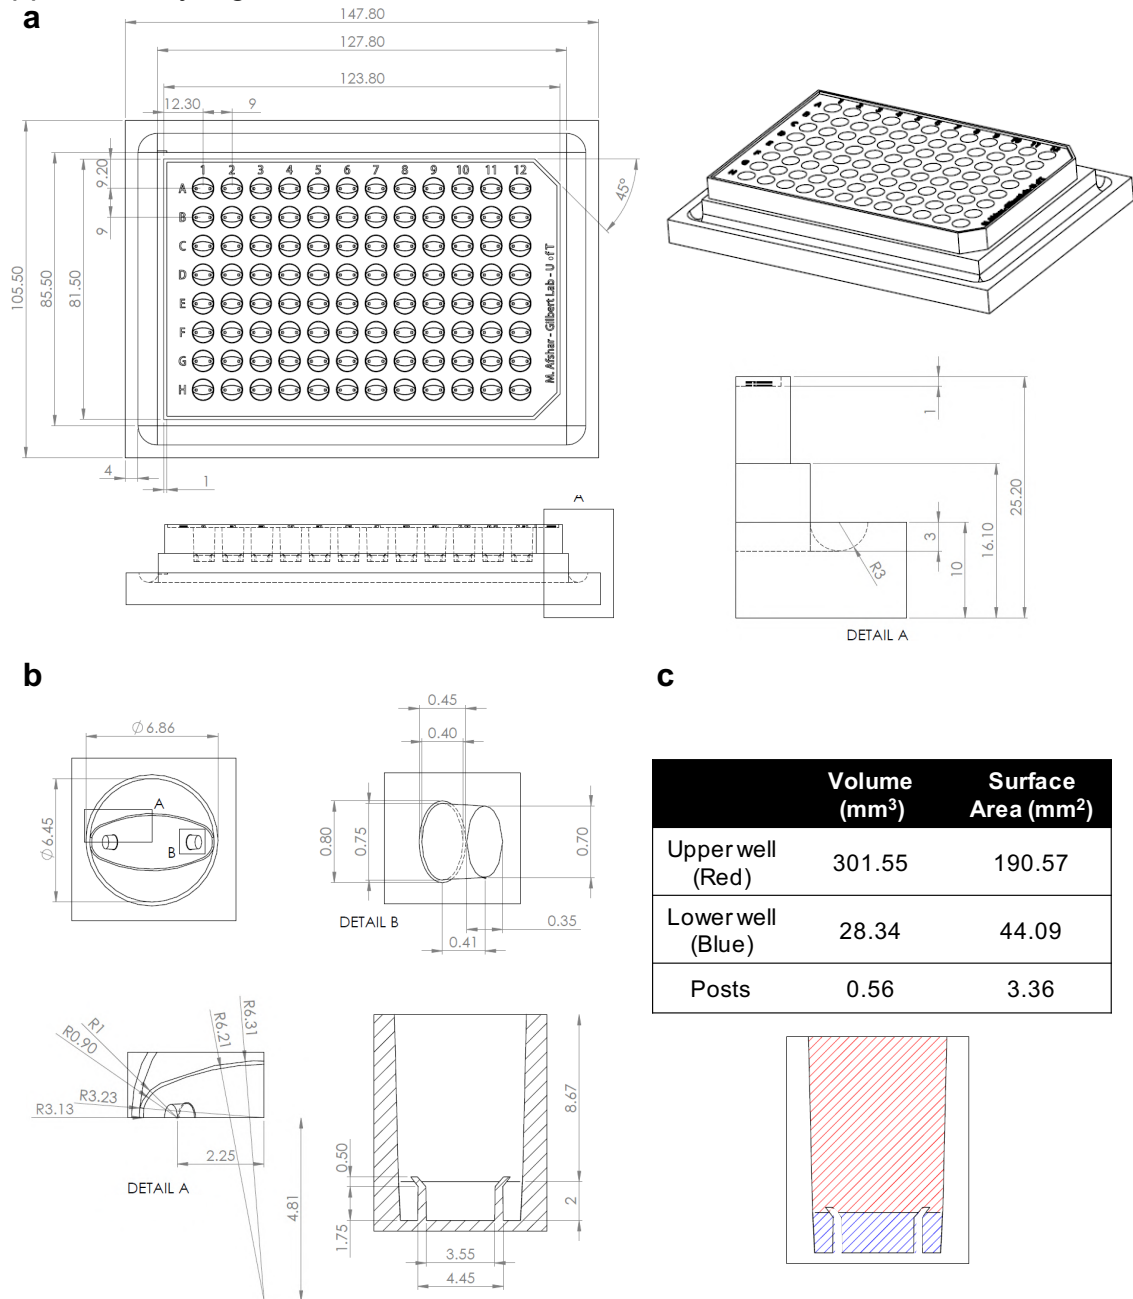 a
147.80
127.80
123.80
12.30 9
1 2 3 4 5 6 7 8 9 10 11 12
A
B
C
D
E
F
G
H
9.20
9
105.50
85.50
81.50
45°
M. Afshar - Gilbert Lab - U of T
4
1
A
1
25.20
16.10
10
3
R3
DETAIL A
b
Ø6.86
Ø6.45
A
B
0.45
0.40
0.80
0.75
0.70
0.35
0.41
DETAIL B
R1
R0.90
R3.23
R3.13
R6.21
R6.31
2.25
4.81
DETAIL A
8.67
0.50
2
1.75
3.55
4.45
c
Volume (mm³) Surface Area (mm²)
Upper well (Red) 301.55 190.57
Lower well (Blue) 28.34 44.09
Posts 0.56 3.36